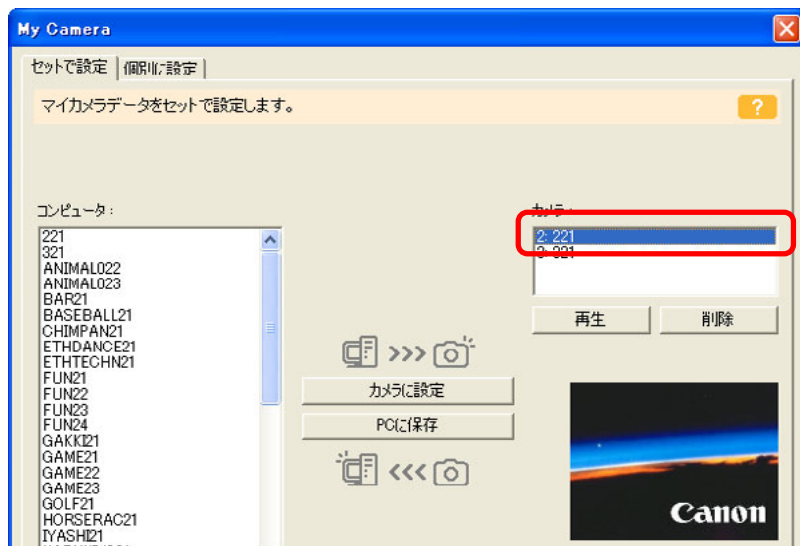 My Camera
セットで設定
個別に設定
マイカメラデータをセットで設定します。
?
コンピュータ:
221
321
ANIMAL022
ANIMAL023
BAR21
BASEBALL21
CHIMPAN21
ETHDANCE21
ETHTECHN21
FUN21
FUN22
FUN23
FUN24
GAKKI21
GAME21
GAME22
GAME23
GOLF21
HORSERAC21
IYASHI21
>>>
カメラに設定
PCに保存
<<<
カメラ:
2: 221
3: 321
再生
削除
Canon